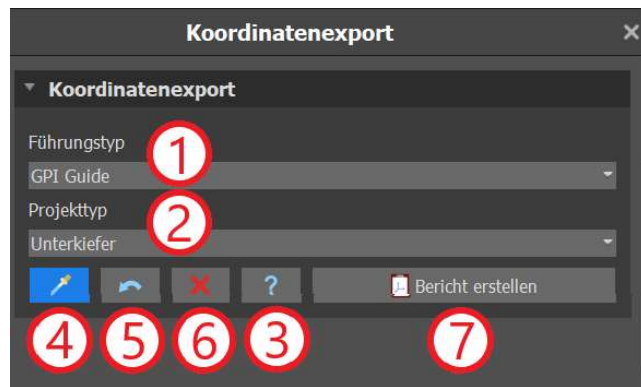 Koordinatenexport
Koordinatenexport
Führungstyp
1
GPI Guide
Projekttyp
2
Unterkiefer
? Bericht erstellen
4 5 6 3 7